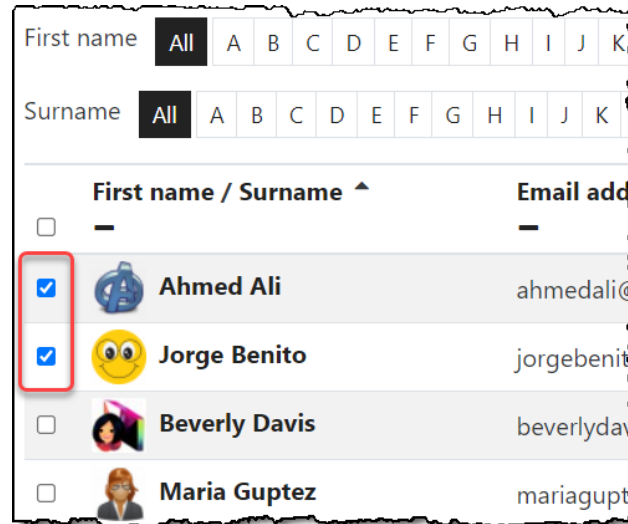 First name All A B C D E F G H I J K
Surname All A B C D E F G H I J K
First name / Surname Email add
Ahmed Ali ahmedali@
Jorge Benito jorgebenit
Beverly Davis beverlydav
Maria Guptez mariagupt